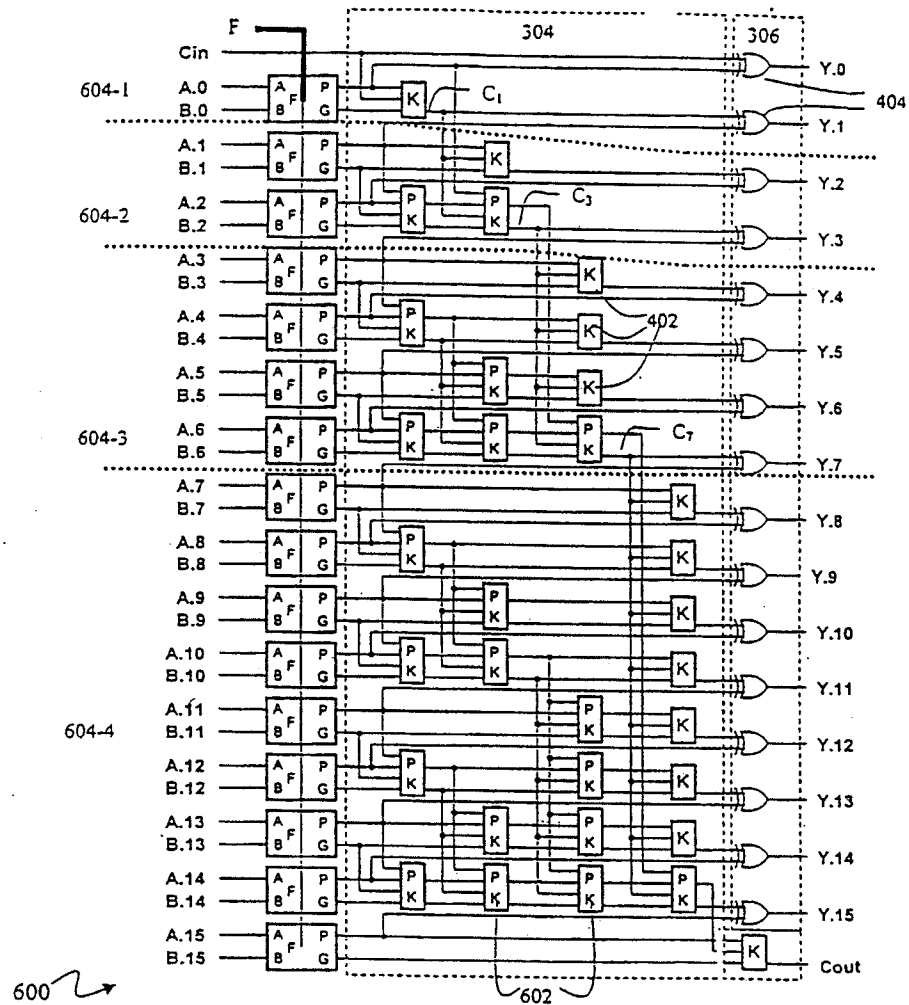 304
306
F
Cin
Y.0
604-1
A.0
A F P
K
C₁
404
B.0
B G
Y.1
A.1
A F P
K
B.1
B G
Y.2
604-2
A.2
A F P
P K
P K
C₃
B.2
B G
Y.3
A.3
A F P
K
B.3
B G
Y.4
A.4
A F P
P K
K
402
B.4
B G
Y.5
A.5
A F P
P K
K
B.5
B G
Y.6
604-3
A.6
A F P
P K
P K
P K
C₇
B.6
B G
Y.7
A.7
A F P
K
B.7
B G
Y.8
A.8
A F P
P K
K
B.8
B G
Y.9
A.9
A F P
P K
K
B.9
B G
Y.10
A.10
A F P
P K
P K
K
B.10
B G
Y.11
604-4
A.11
A F P
P K
K
B.11
B G
Y.12
A.12
A F P
P K
P K
K
B.12
B G
Y.13
A.13
A F P
P K
P K
K
B.13
B G
Y.14
A.14
A F P
P K
P K
P K
P K
B.14
B G
Y.15
A.15
A F P
K
B.15
B G
Cout
600
602